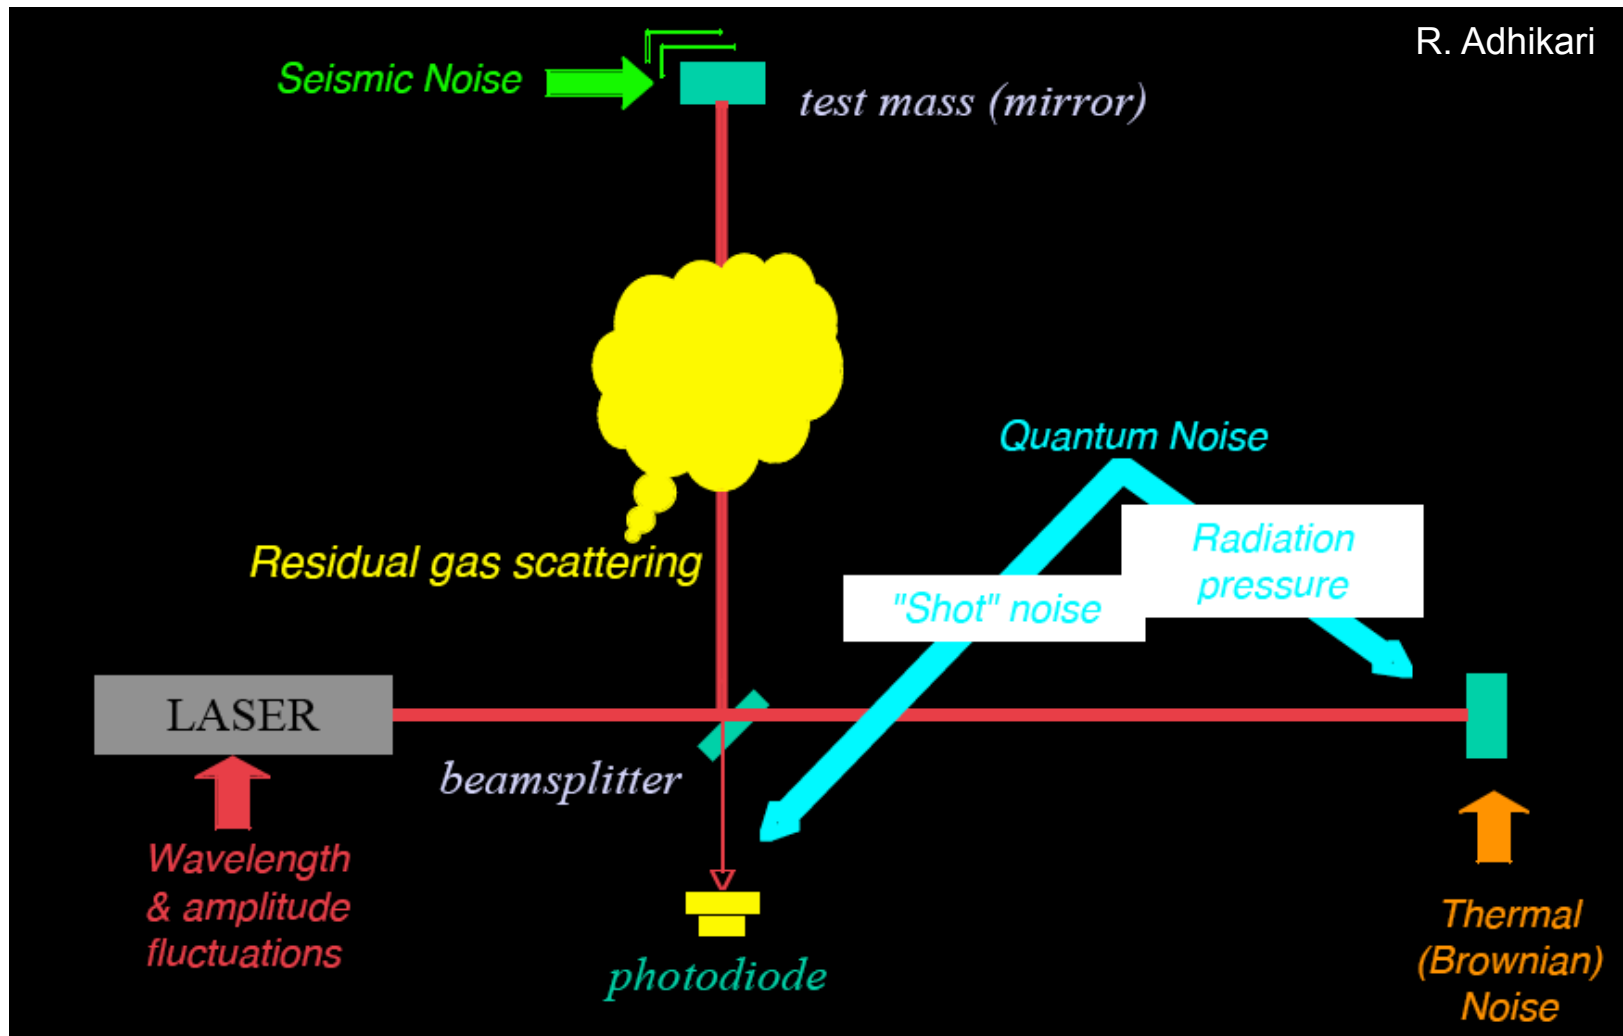 R. Adhikari
Seismic Noise
test mass (mirror)
Quantum Noise
Radiation
pressure
Residual gas scattering
"Shot" noise
LASER
beamsplitter
Wavelength
& amplitude
fluctuations
photodiode
Thermal
(Brownian)
Noise